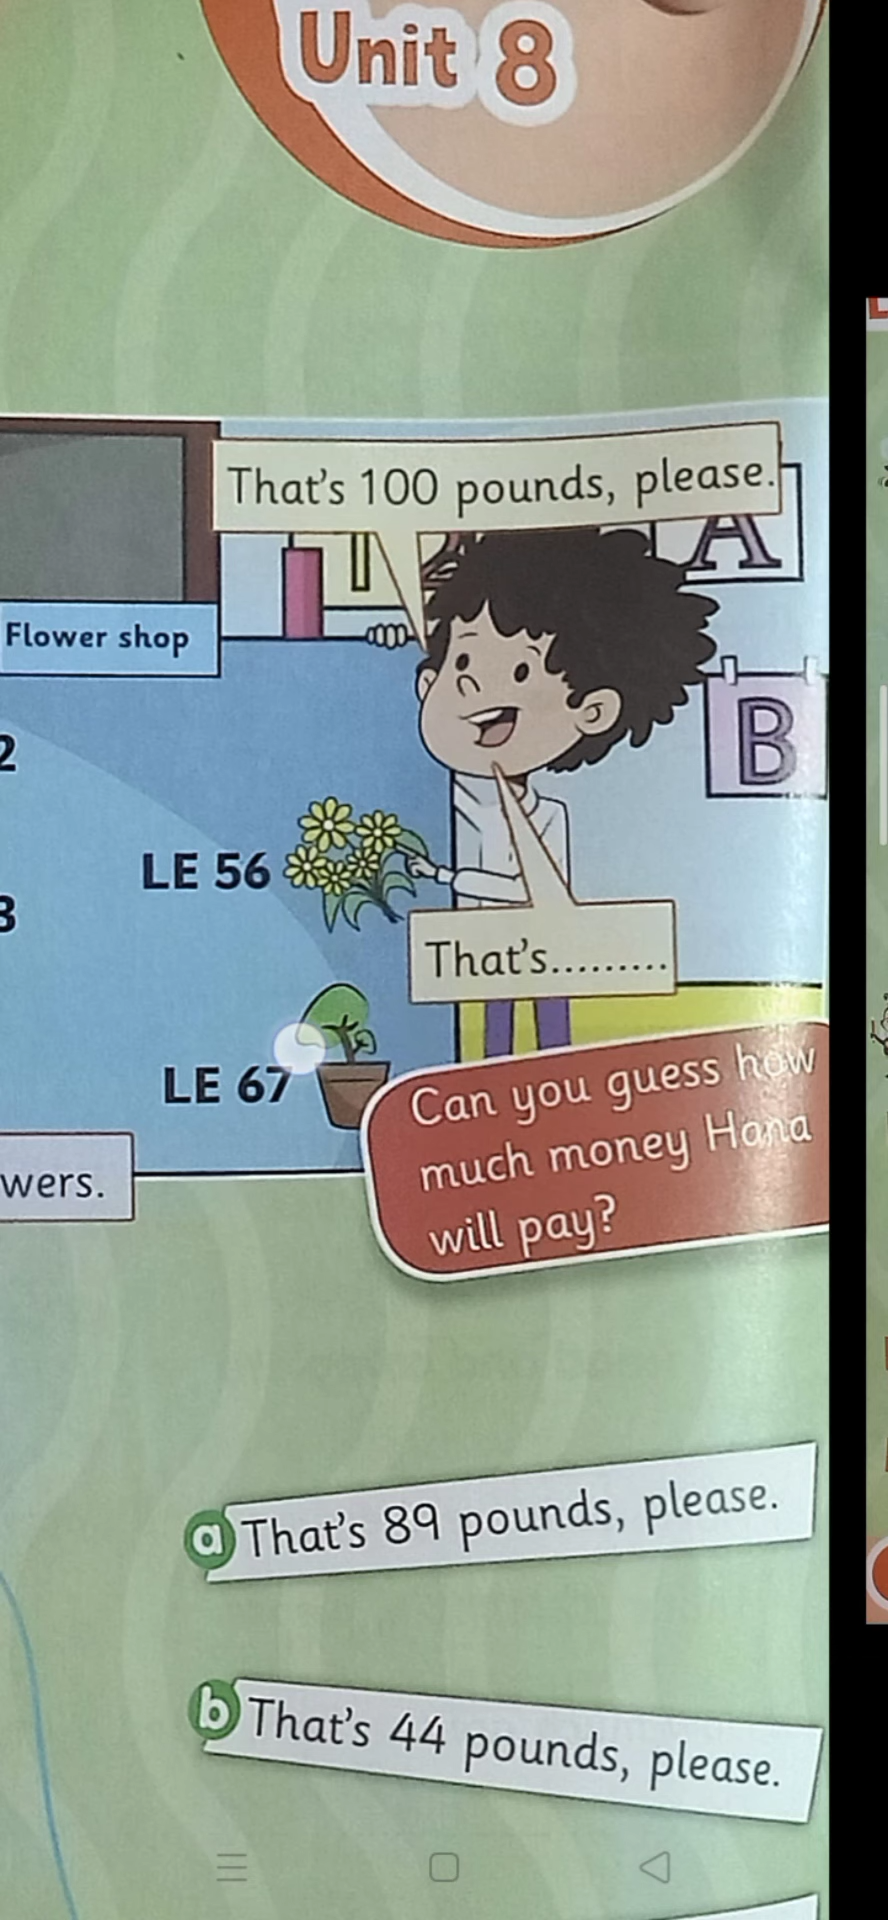 Unit 8
That's 100 pounds, please.
A
Flower shop
B
2
LE 56
3
That's.........
LE 67
Can you guess how
much money Hana
will pay?
wers.
a That's 89 pounds, please.
b That's 44 pounds, please.